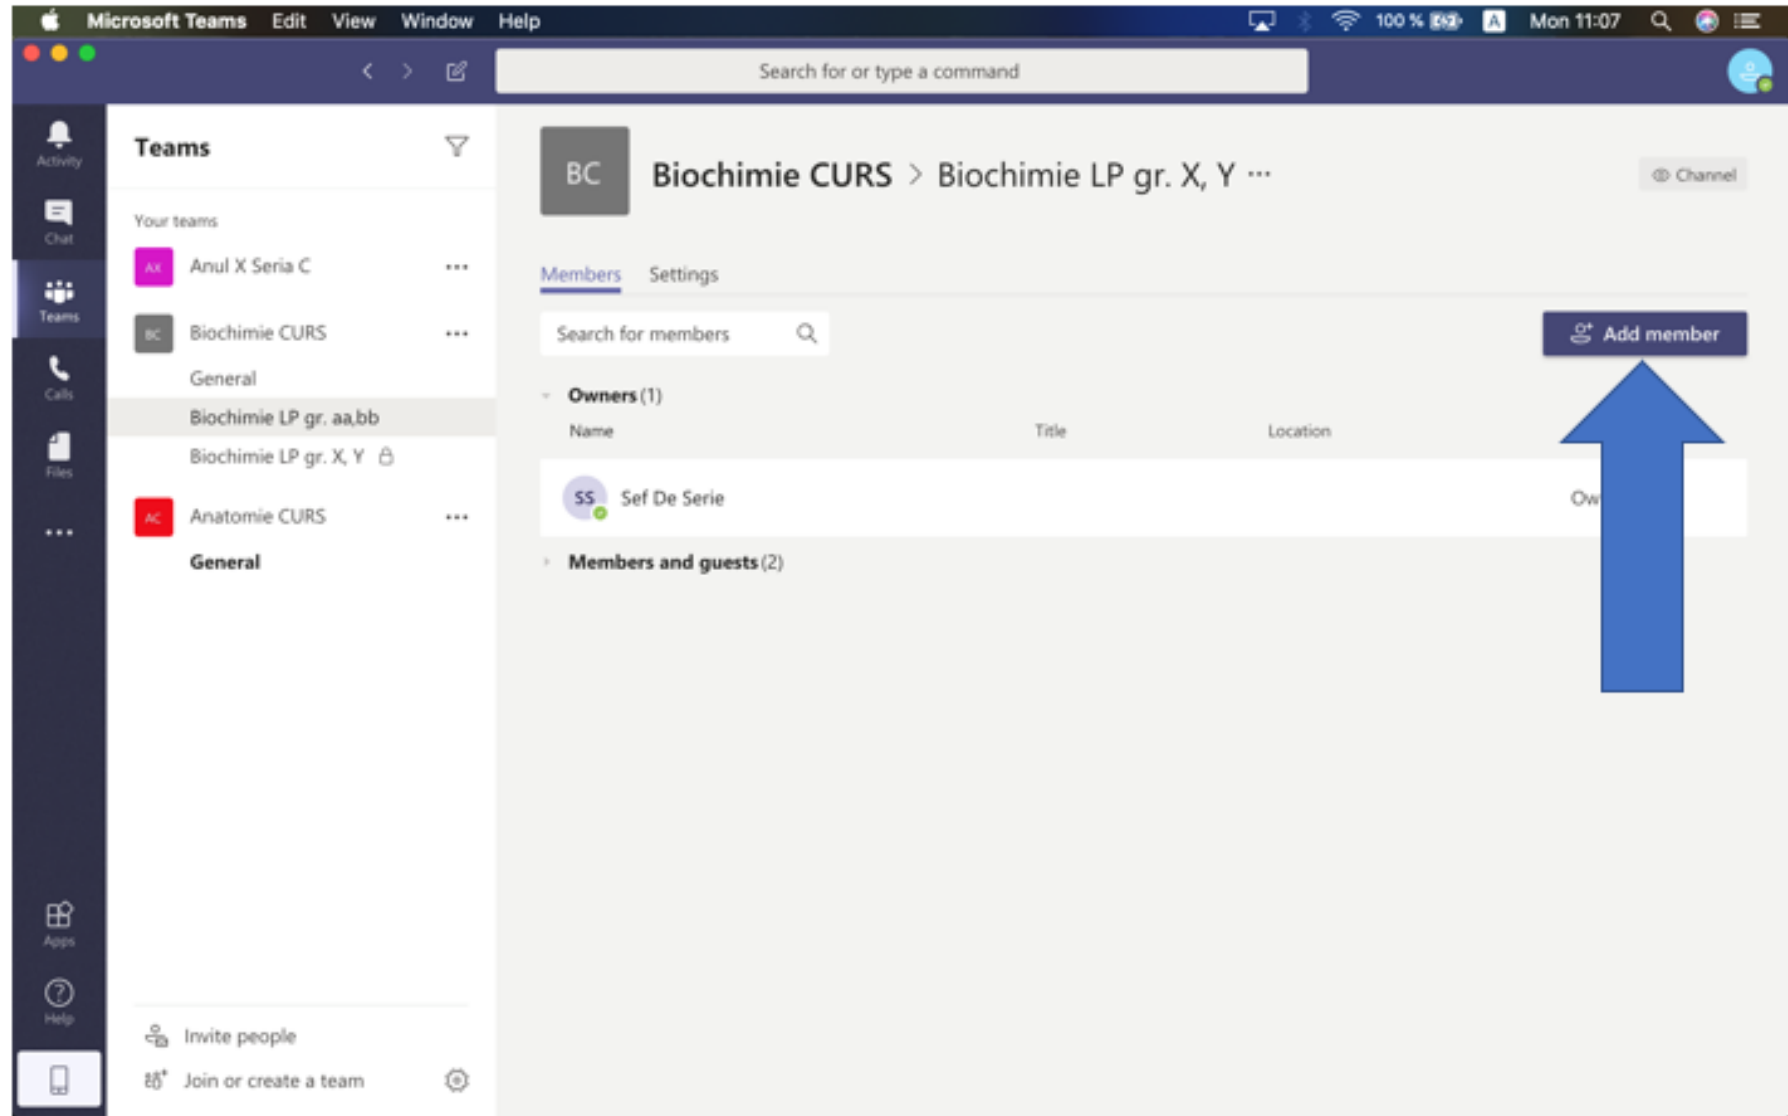 Microsoft Teams Edit View Window Help 100 % A Mon 11:07
Search for or type a command
Activity
Chat
Teams
Calls
Files
Apps
Help
Teams
Your teams
AX Anul X Seria C
BC Biochimie CURS
General
Biochimie LP gr. aa,bb
Biochimie LP gr. X, Y
AC Anatomie CURS
General
Invite people
Join or create a team
BC Biochimie CURS > Biochimie LP gr. X, Y ...
Channel
Members Settings
Search for members
Add member
Owners (1)
Name Title Location
SS Sef De Serie
Members and guests (2)